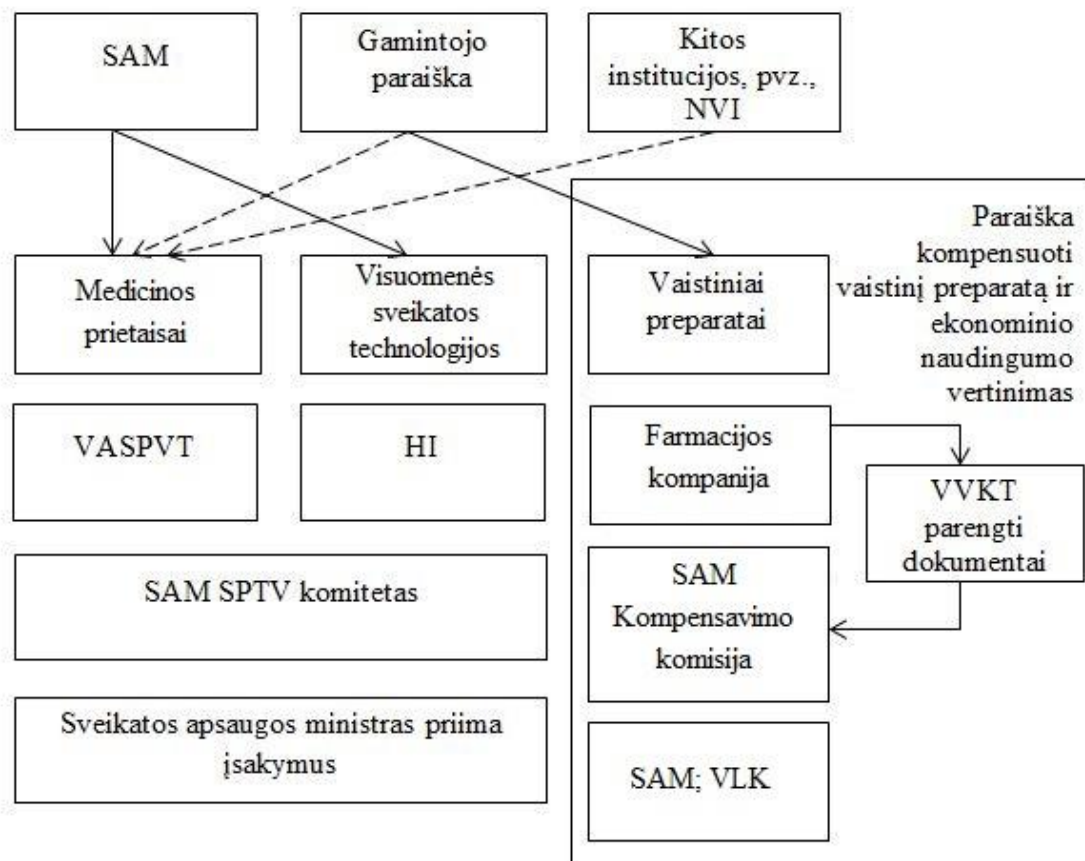 SAM
Gamintojo
paraiška
Kitos
institucijos, pvz.,
NVI
Paraiška
kompensuoti
vaistinį preparatą ir
ekonominio
naudingumo
vertinimas
Medicinos
prietaisai
Visuomenės
sveikatos
technologijos
Vaistiniai
preparatai
VASPVT
HI
Farmacijos
kompanija
VVKT
parengti
dokumentai
SAM SPTV komitetas
SAM
Kompensavimo
komisija
Sveikatos apsaugos ministras priima
įsakymus
SAM; VLK